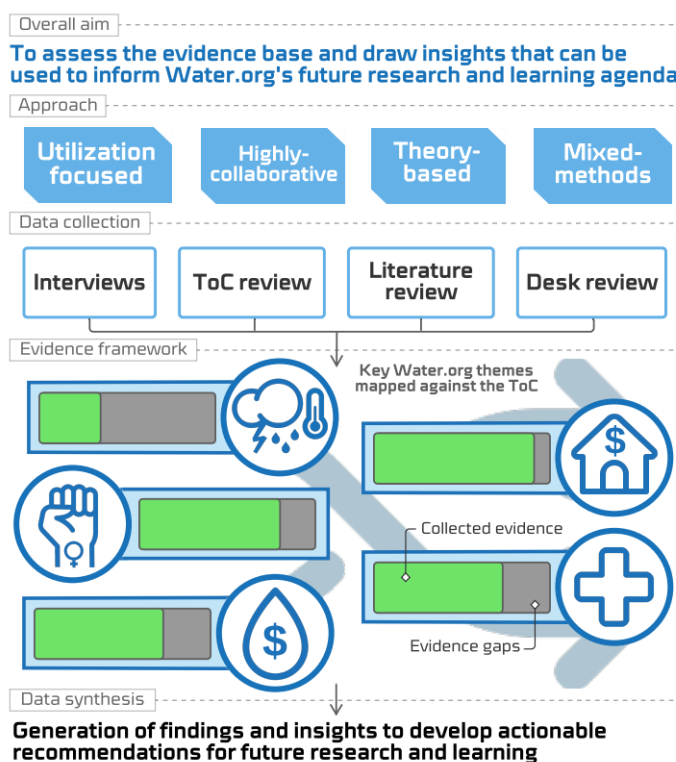 Overall aim
To assess the evidence base and draw insights that can be
used to inform Water.org's future research and learning agenda
Approach
Utilization
focused
Highly-
collaborative
Theory-
based
Mixed-
methods
Data collection
Interviews
ToC review
Literature
review
Desk review
Evidence framework
Key Water.org themes
mapped against the ToC
$
Collected evidence
$
Evidence gaps
Data synthesis
Generation of findings and insights to develop actionable
recommendations for future research and learning